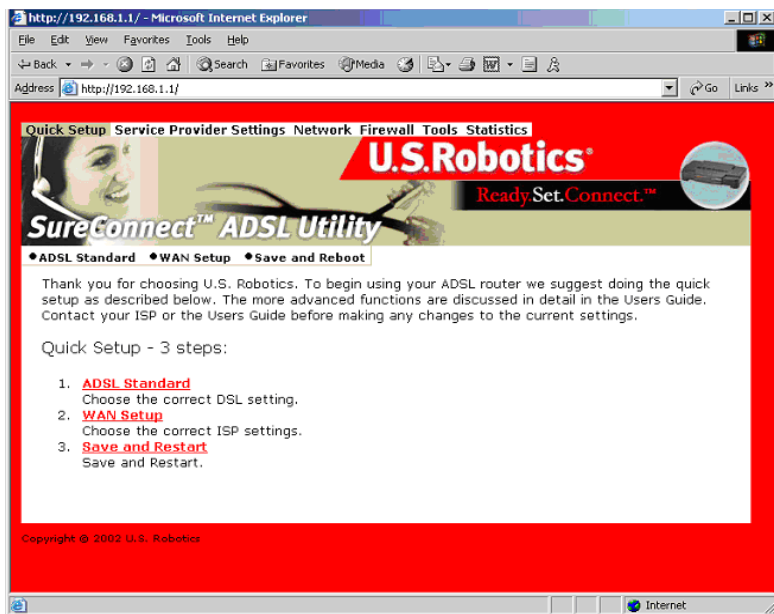 http://192.168.1.1/ - Microsoft Internet Explorer
File Edit View Favorites Tools Help
Back Search Favorites Media
Address http://192.168.1.1/ Go Links »
Quick Setup Service Provider Settings Network Firewall Tools Statistics
U.S.Robotics®
Ready.Set.Connect.™
SureConnect™ ADSL Utility
•ADSL Standard •WAN Setup •Save and Reboot
Thank you for choosing U.S. Robotics. To begin using your ADSL router we suggest doing the quick
setup as described below. The more advanced functions are discussed in detail in the Users Guide.
Contact your ISP or the Users Guide before making any changes to the current settings.
Quick Setup - 3 steps:
1. ADSL Standard
Choose the correct DSL setting.
2. WAN Setup
Choose the correct ISP settings.
3. Save and Restart
Save and Restart.
Copyright © 2002 U.S. Robotics
Internet